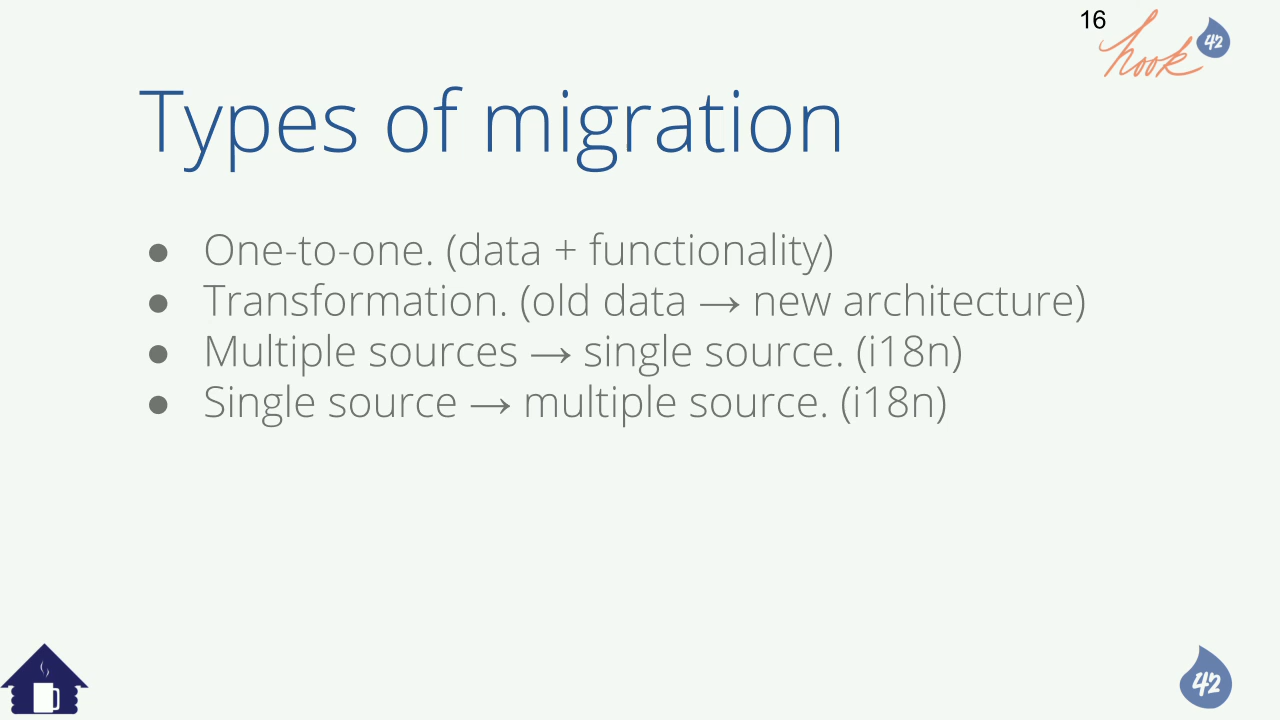 16
hook 42
Types of migration
● One-to-one. (data + functionality)
● Transformation. (old data → new architecture)
● Multiple sources → single source. (i18n)
● Single source → multiple source. (i18n)
42